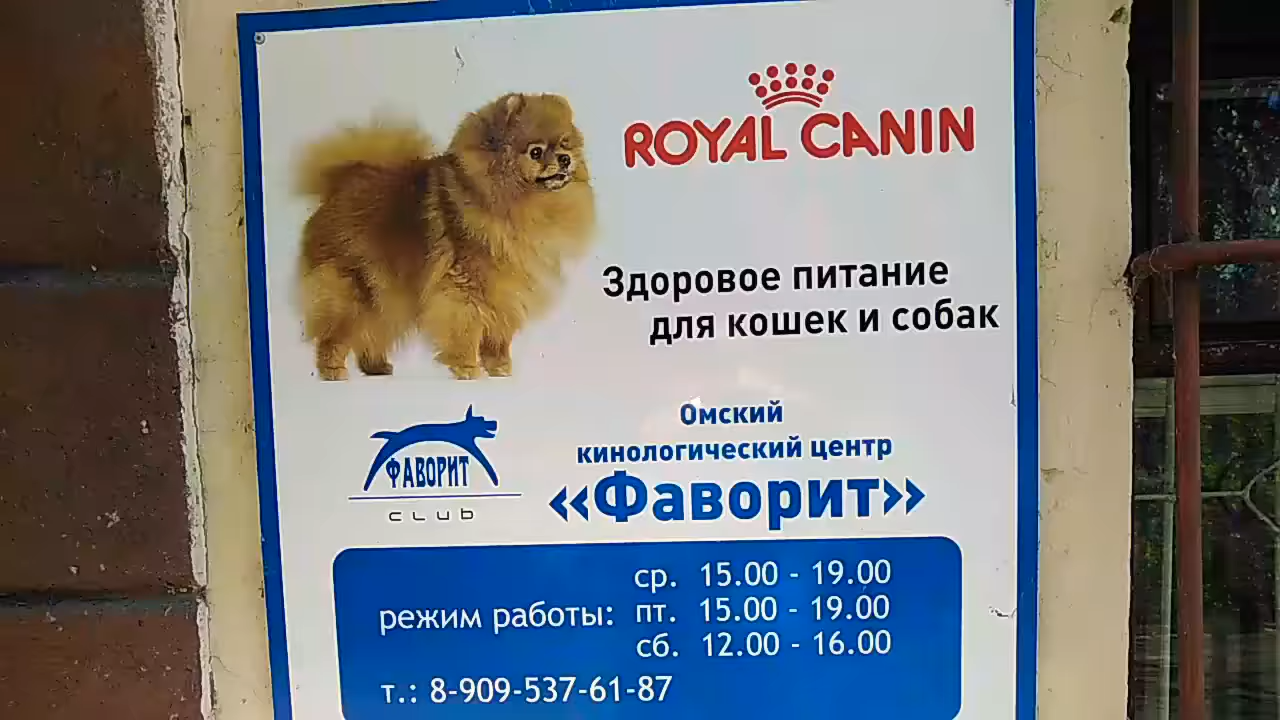 ROYAL CANIN
Здоровое питание
для кошек и собак
ФАВОРИТ
CLUB
Омский
кинологический центр
«Фаворит»
режим работы:
ср. 15.00 - 19.00
пт. 15.00 - 19.00
сб. 12.00 - 16.00
т.: 8-909-537-61-87